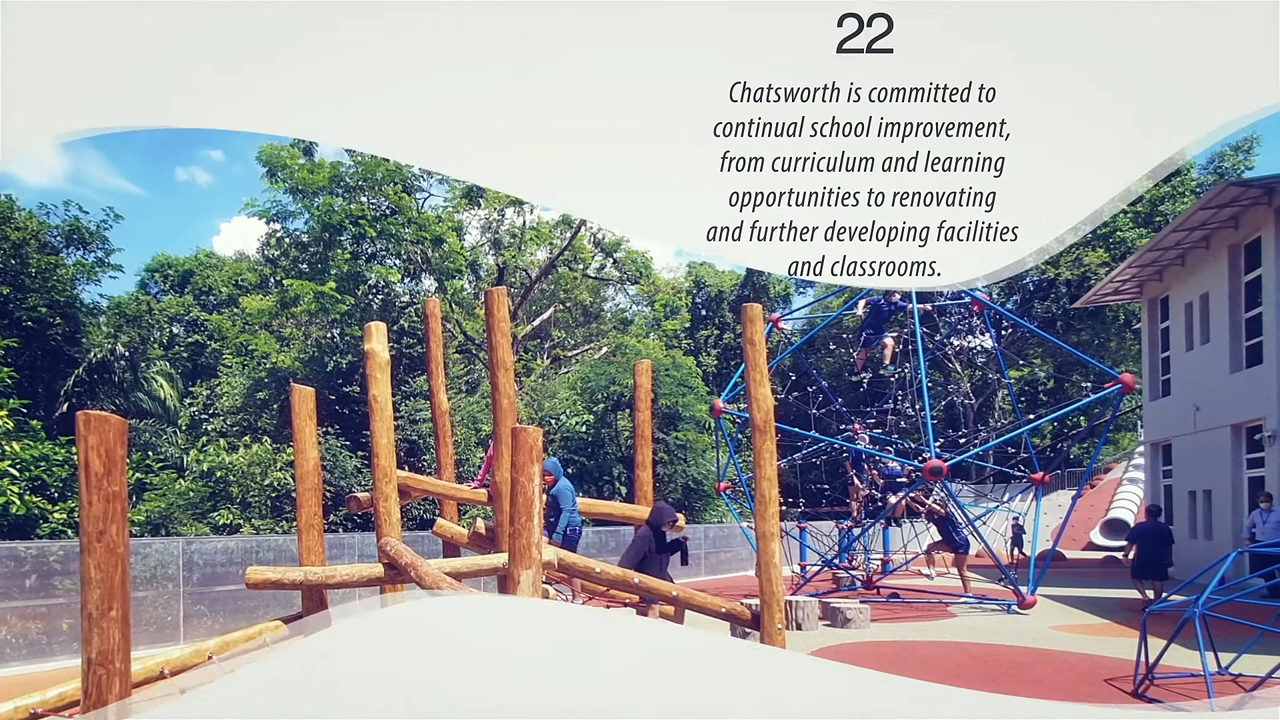 22
Chatsworth is committed to
continual school improvement,
from curriculum and learning
opportunities to renovating
and further developing facilities
and classrooms.